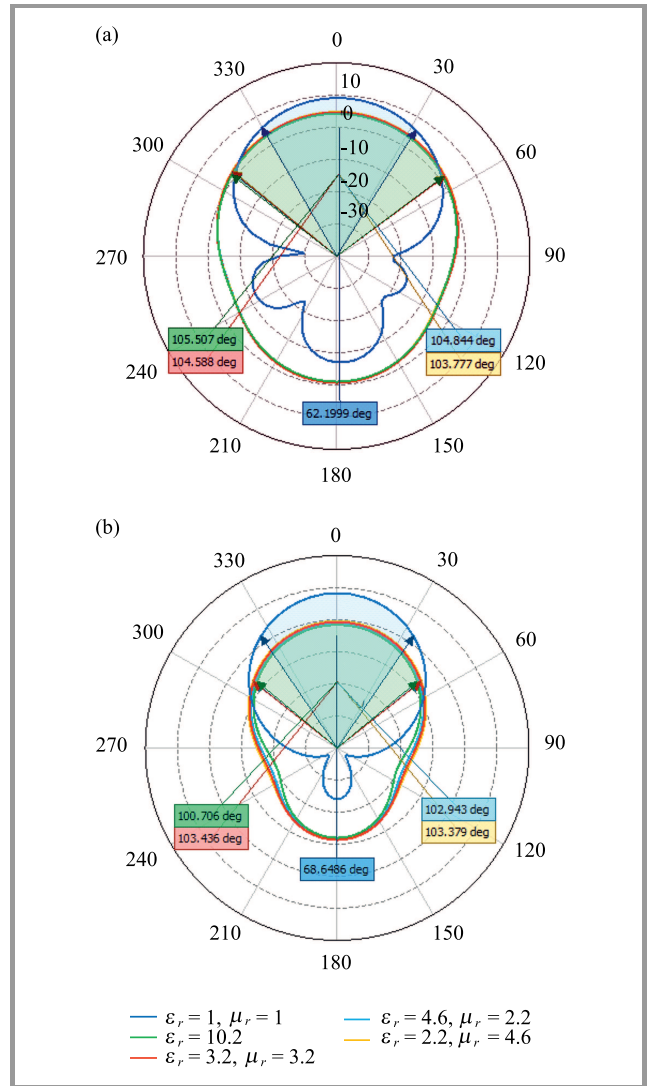 (a)
0
330
30
10
-0
300
60
-10
-20
-30
270
90
105.507 deg
104.844 deg
104.588 deg
103.777 deg
240
120
62.1999 deg
210
150
180
(b)
0
330
30
300
60
270
90
100.706 deg
102.943 deg
103.436 deg
103.379 deg
240
120
68.6486 deg
210
150
180
εr = 1, μr = 1
εr = 4.6, μr = 2.2
εr = 10.2
εr = 2.2, μr = 4.6
εr = 3.2, μr = 3.2